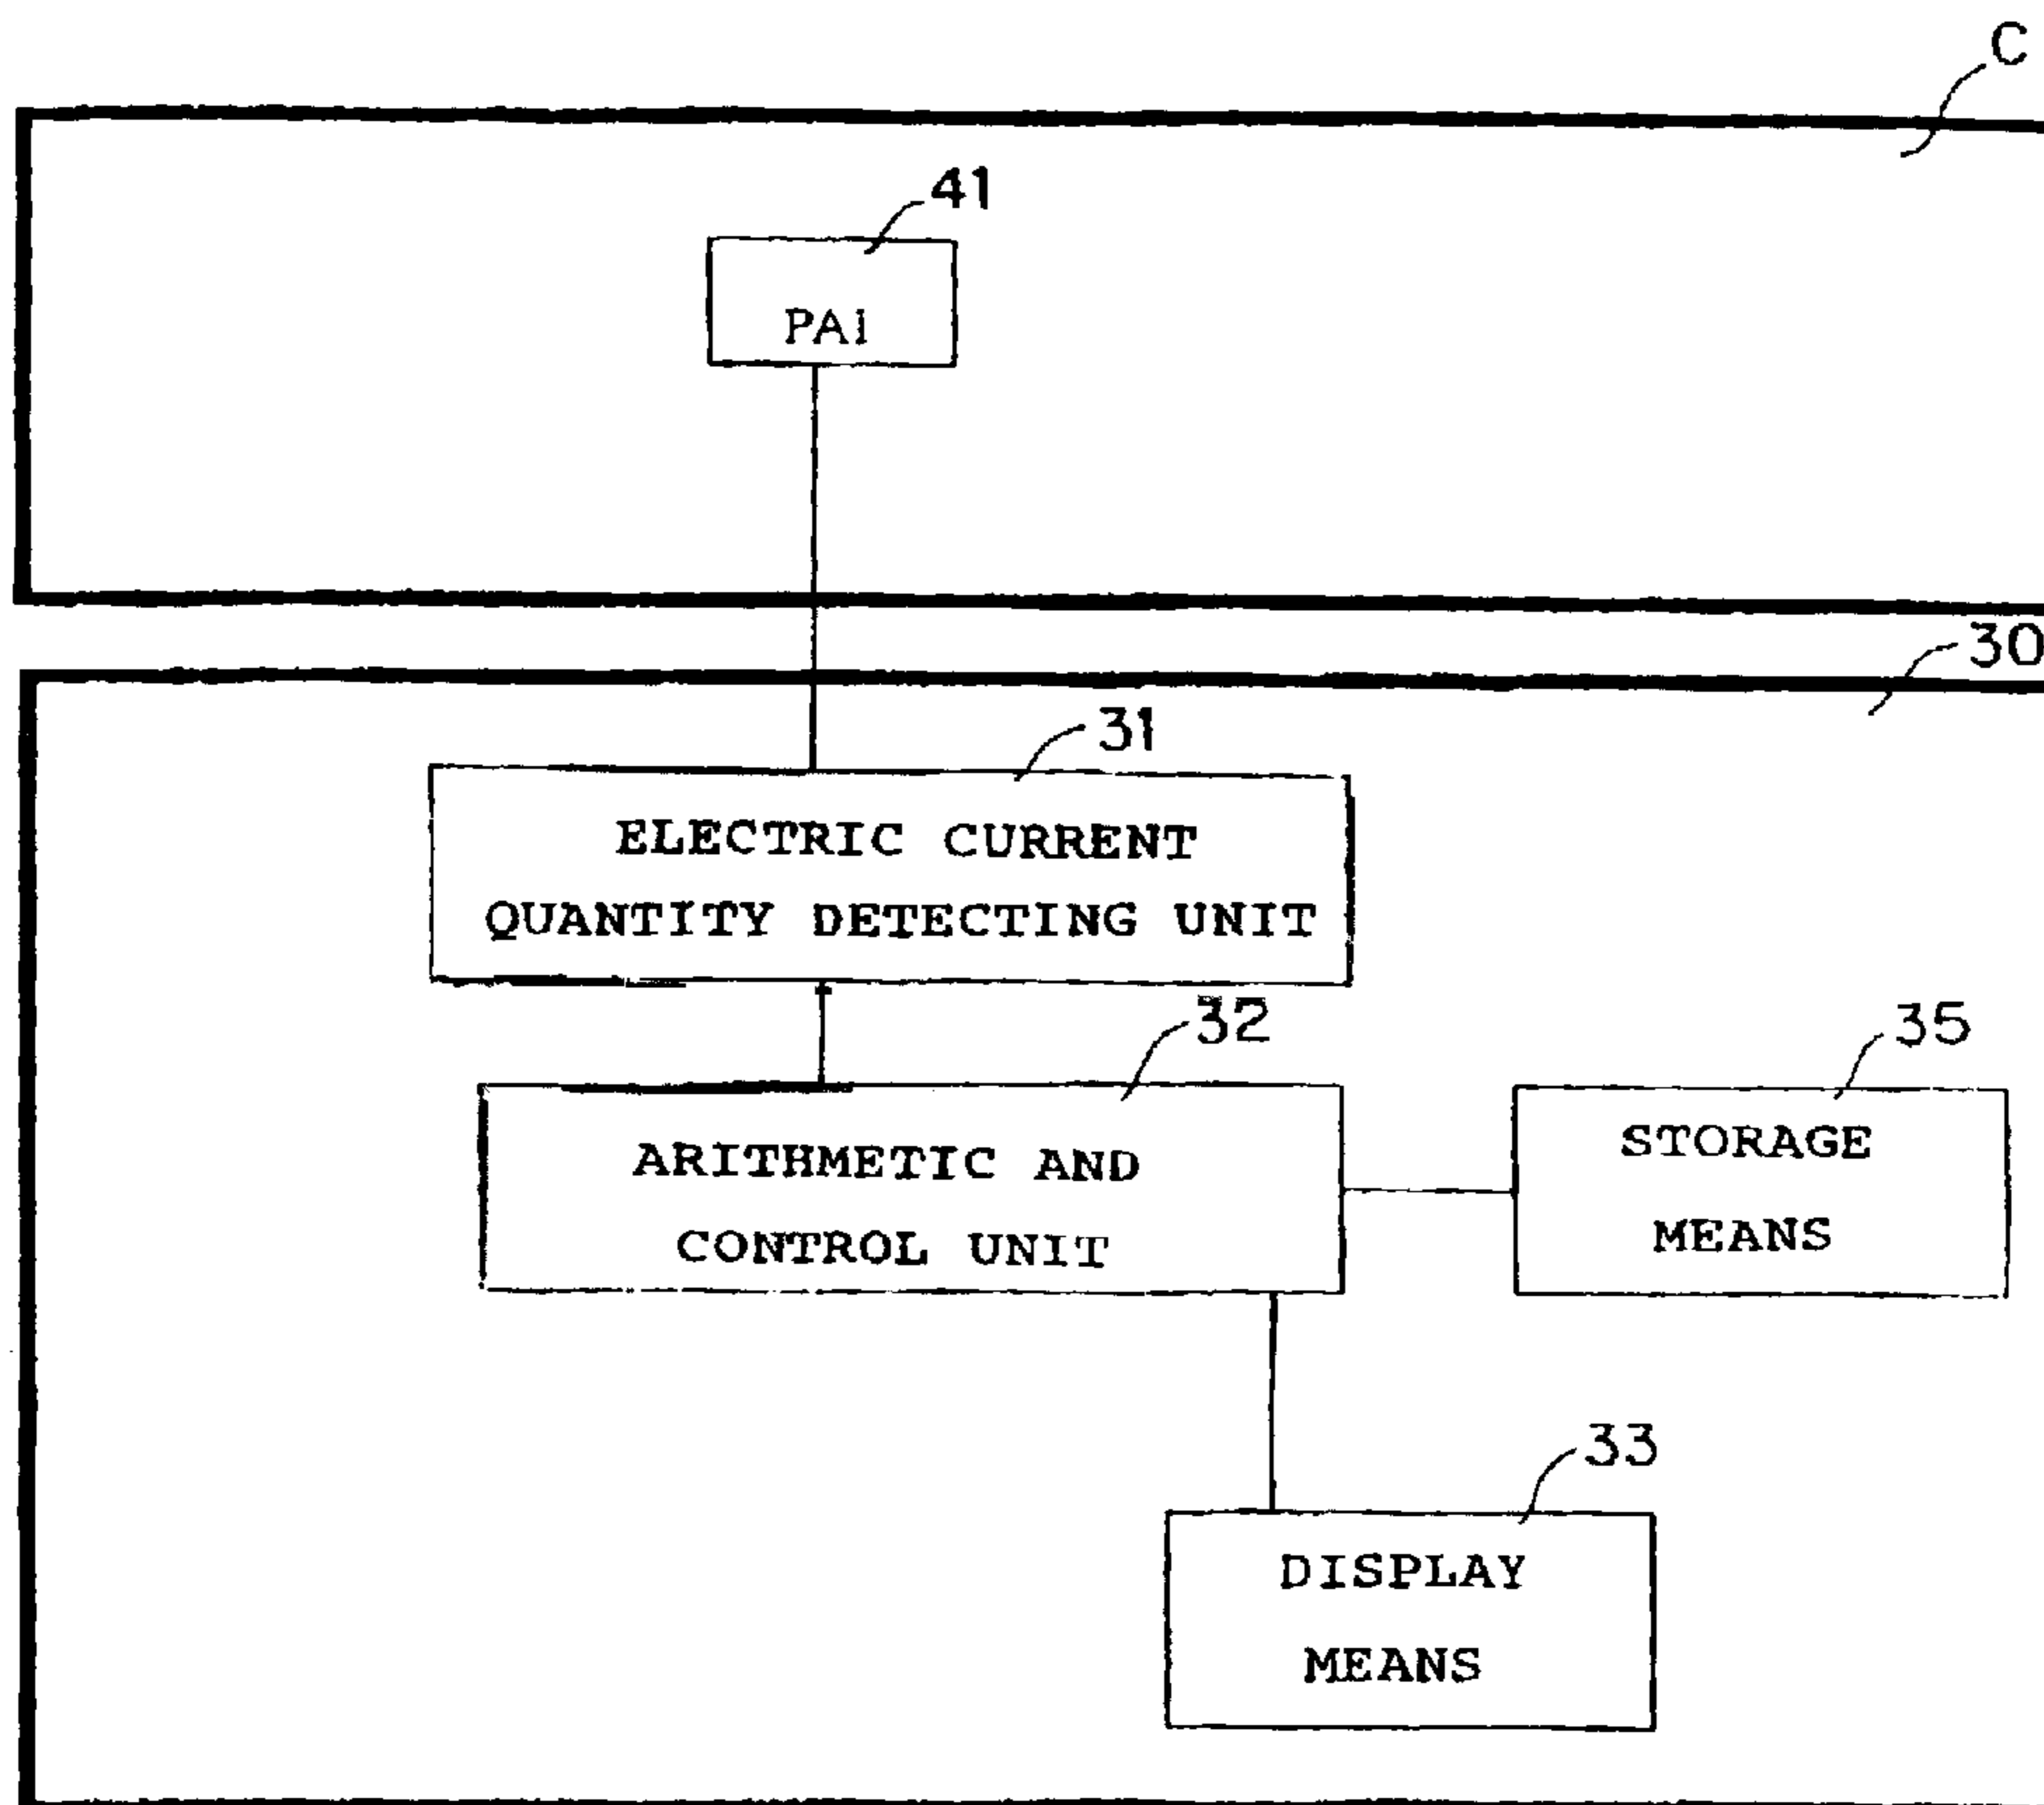 C
41
PAI
30
31
ELECTRIC CURRENT
QUANTITY DETECTING UNIT
32
35
ARITHMETIC AND
CONTROL UNIT
STORAGE
MEANS
33
DISPLAY
MEANS